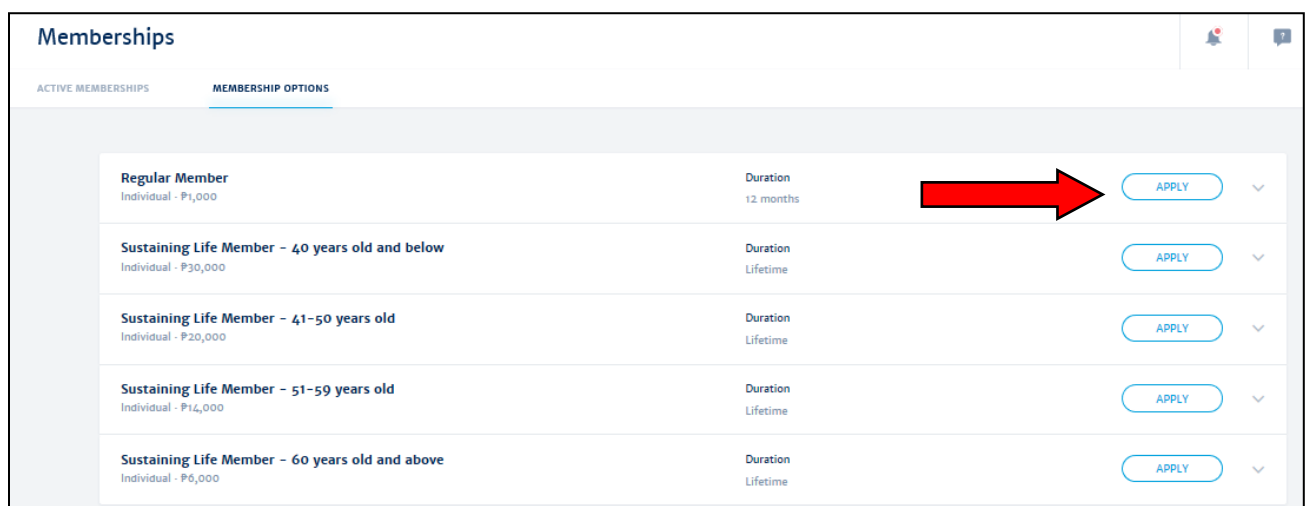 Memberships
?
ACTIVE MEMBERSHIPS MEMBERSHIP OPTIONS
Regular Member Duration APPLY
Individual - ₱1,000 12 months
Sustaining Life Member - 40 years old and below Duration APPLY
Individual - ₱30,000 Lifetime
Sustaining Life Member - 41-50 years old Duration APPLY
Individual - ₱20,000 Lifetime
Sustaining Life Member - 51-59 years old Duration APPLY
Individual - ₱14,000 Lifetime
Sustaining Life Member - 60 years old and above Duration APPLY
Individual - ₱6,000 Lifetime